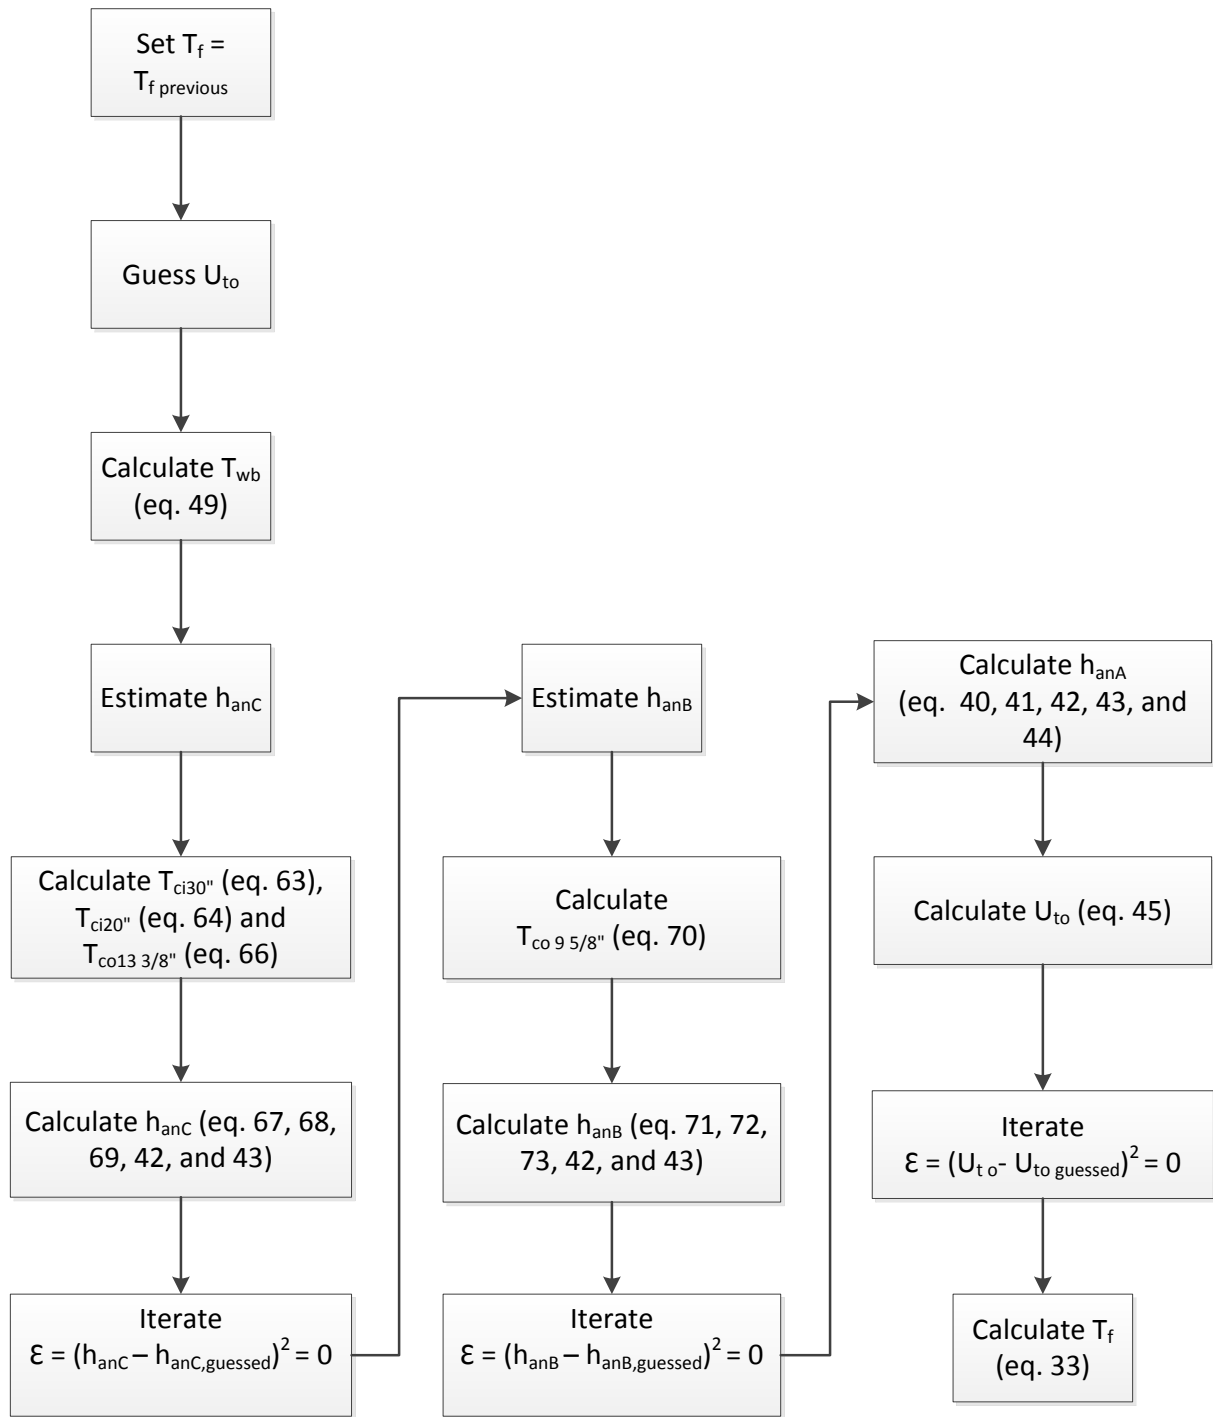 Set T_f =
T_f previous
Guess U_to
Calculate T_wb
(eq. 49)
Estimate h_anC
Calculate T_ci30" (eq. 63),
T_ci20" (eq. 64) and
T_co13 3/8" (eq. 66)
Calculate h_anC (eq. 67, 68,
69, 42, and 43)
Iterate
Ɛ = (h_anC – h_anC,guessed)² = 0
Estimate h_anB
Calculate
T_co 9 5/8" (eq. 70)
Calculate h_anB (eq. 71, 72,
73, 42, and 43)
Iterate
Ɛ = (h_anB – h_anB,guessed)² = 0
Calculate h_anA
(eq.  40, 41, 42, 43, and
44)
Calculate U_to (eq. 45)
Iterate
Ɛ = (U_t o- U_to guessed)² = 0
Calculate T_f
(eq. 33)